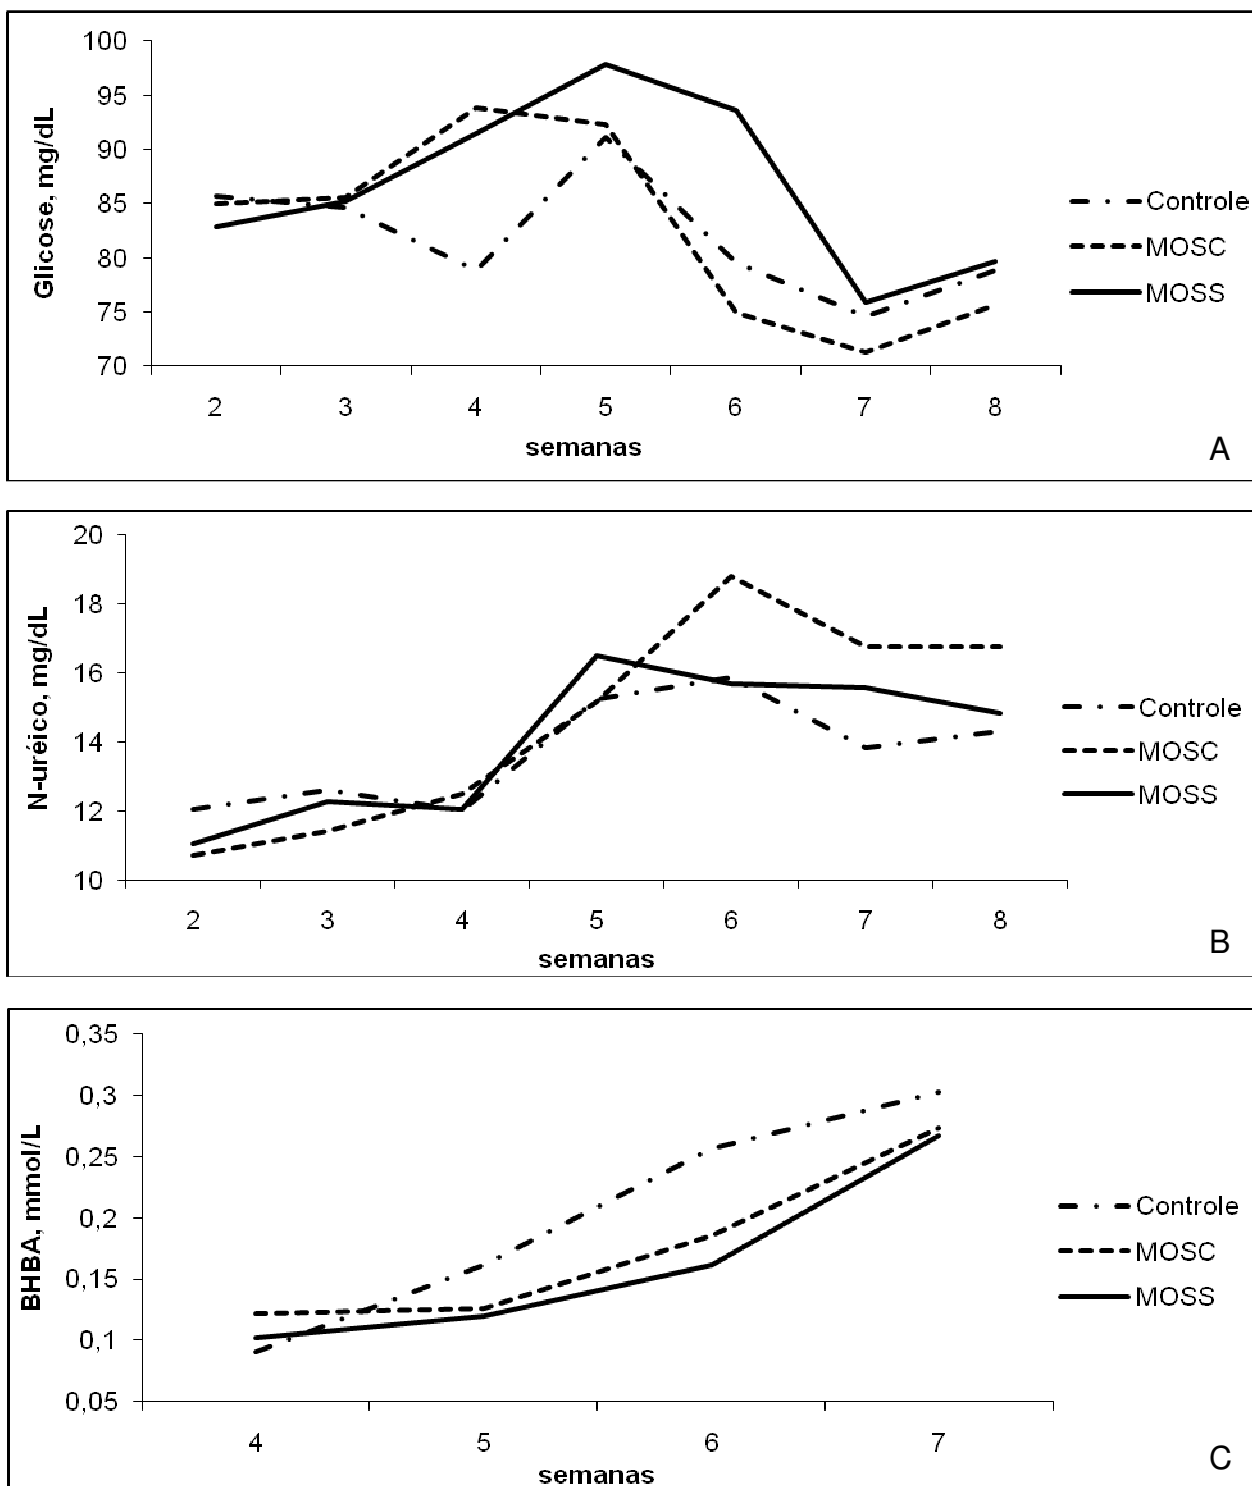 100
95
90
85
80
75
70
Glicose, mg/dL
2 3 4 5 6 7 8
semanas
Controle
MOSC
MOSS
A
20
18
16
14
12
10
N-uréico, mg/dL
2 3 4 5 6 7 8
semanas
Controle
MOSC
MOSS
B
0,35
0,3
0,25
0,2
0,15
0,1
0,05
BHBA, mmol/L
4 5 6 7
semanas
Controle
MOSC
MOSS
C